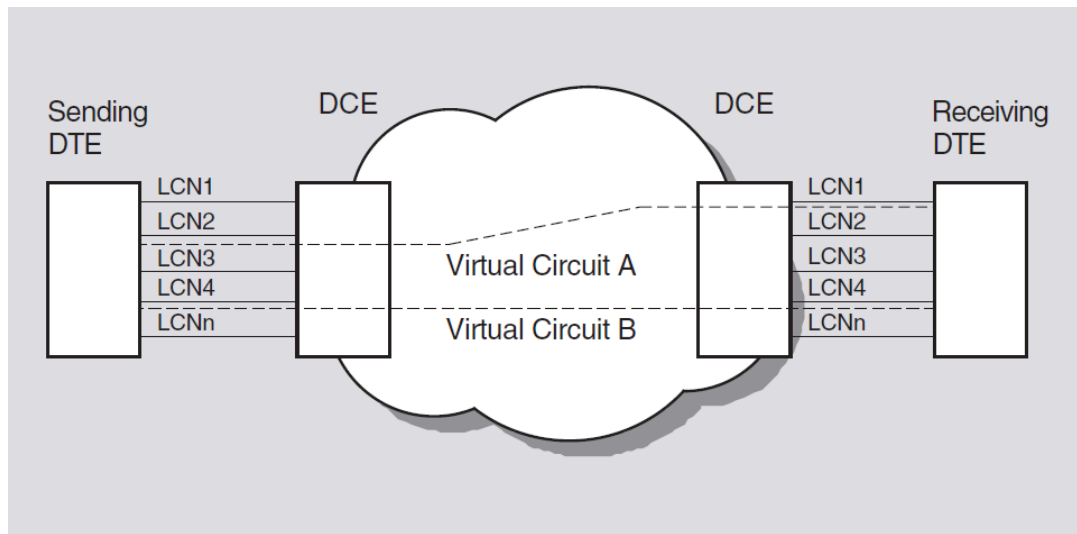 Sending
DTE
DCE
DCE
Receiving
DTE
LCN1
LCN2
LCN3
LCN4
LCNn
Virtual Circuit A
Virtual Circuit B
LCN1
LCN2
LCN3
LCN4
LCNn